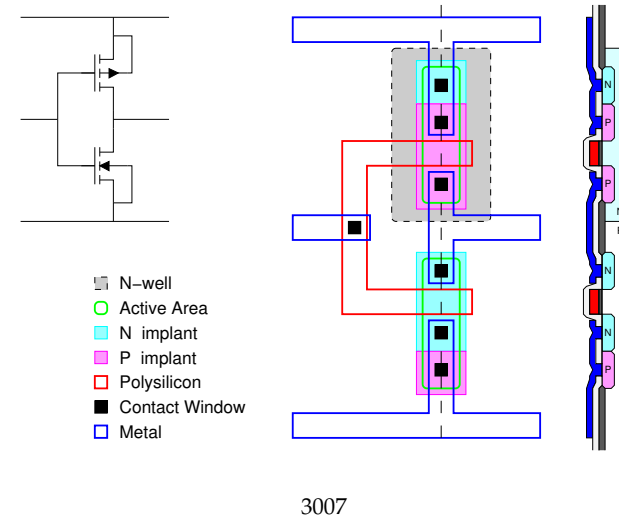 N
P
P
N
N
P
N−well
Active Area
N implant
P implant
Polysilicon
Contact Window
Metal
3007